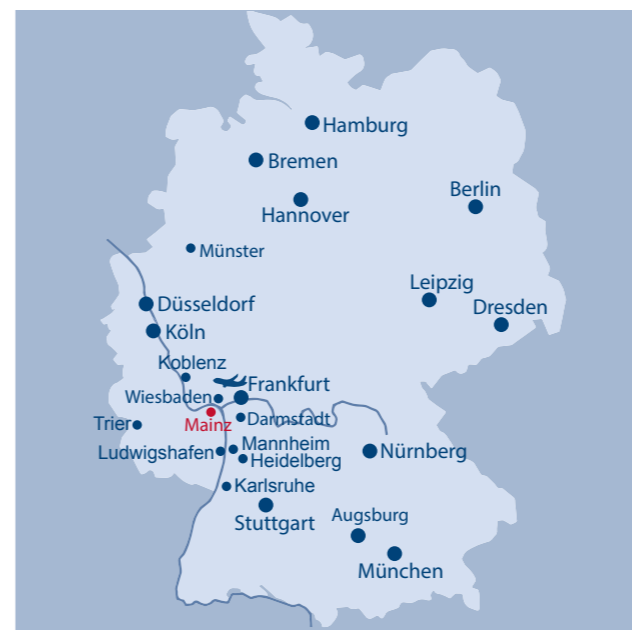 Hamburg
Bremen
Berlin
Hannover
Münster
Leipzig
Düsseldorf
Dresden
Köln
Koblenz
Frankfurt
Wiesbaden
Mainz
Darmstadt
Trier
Mannheim
Ludwigshafen
Heidelberg
Nürnberg
Karlsruhe
Stuttgart
Augsburg
München